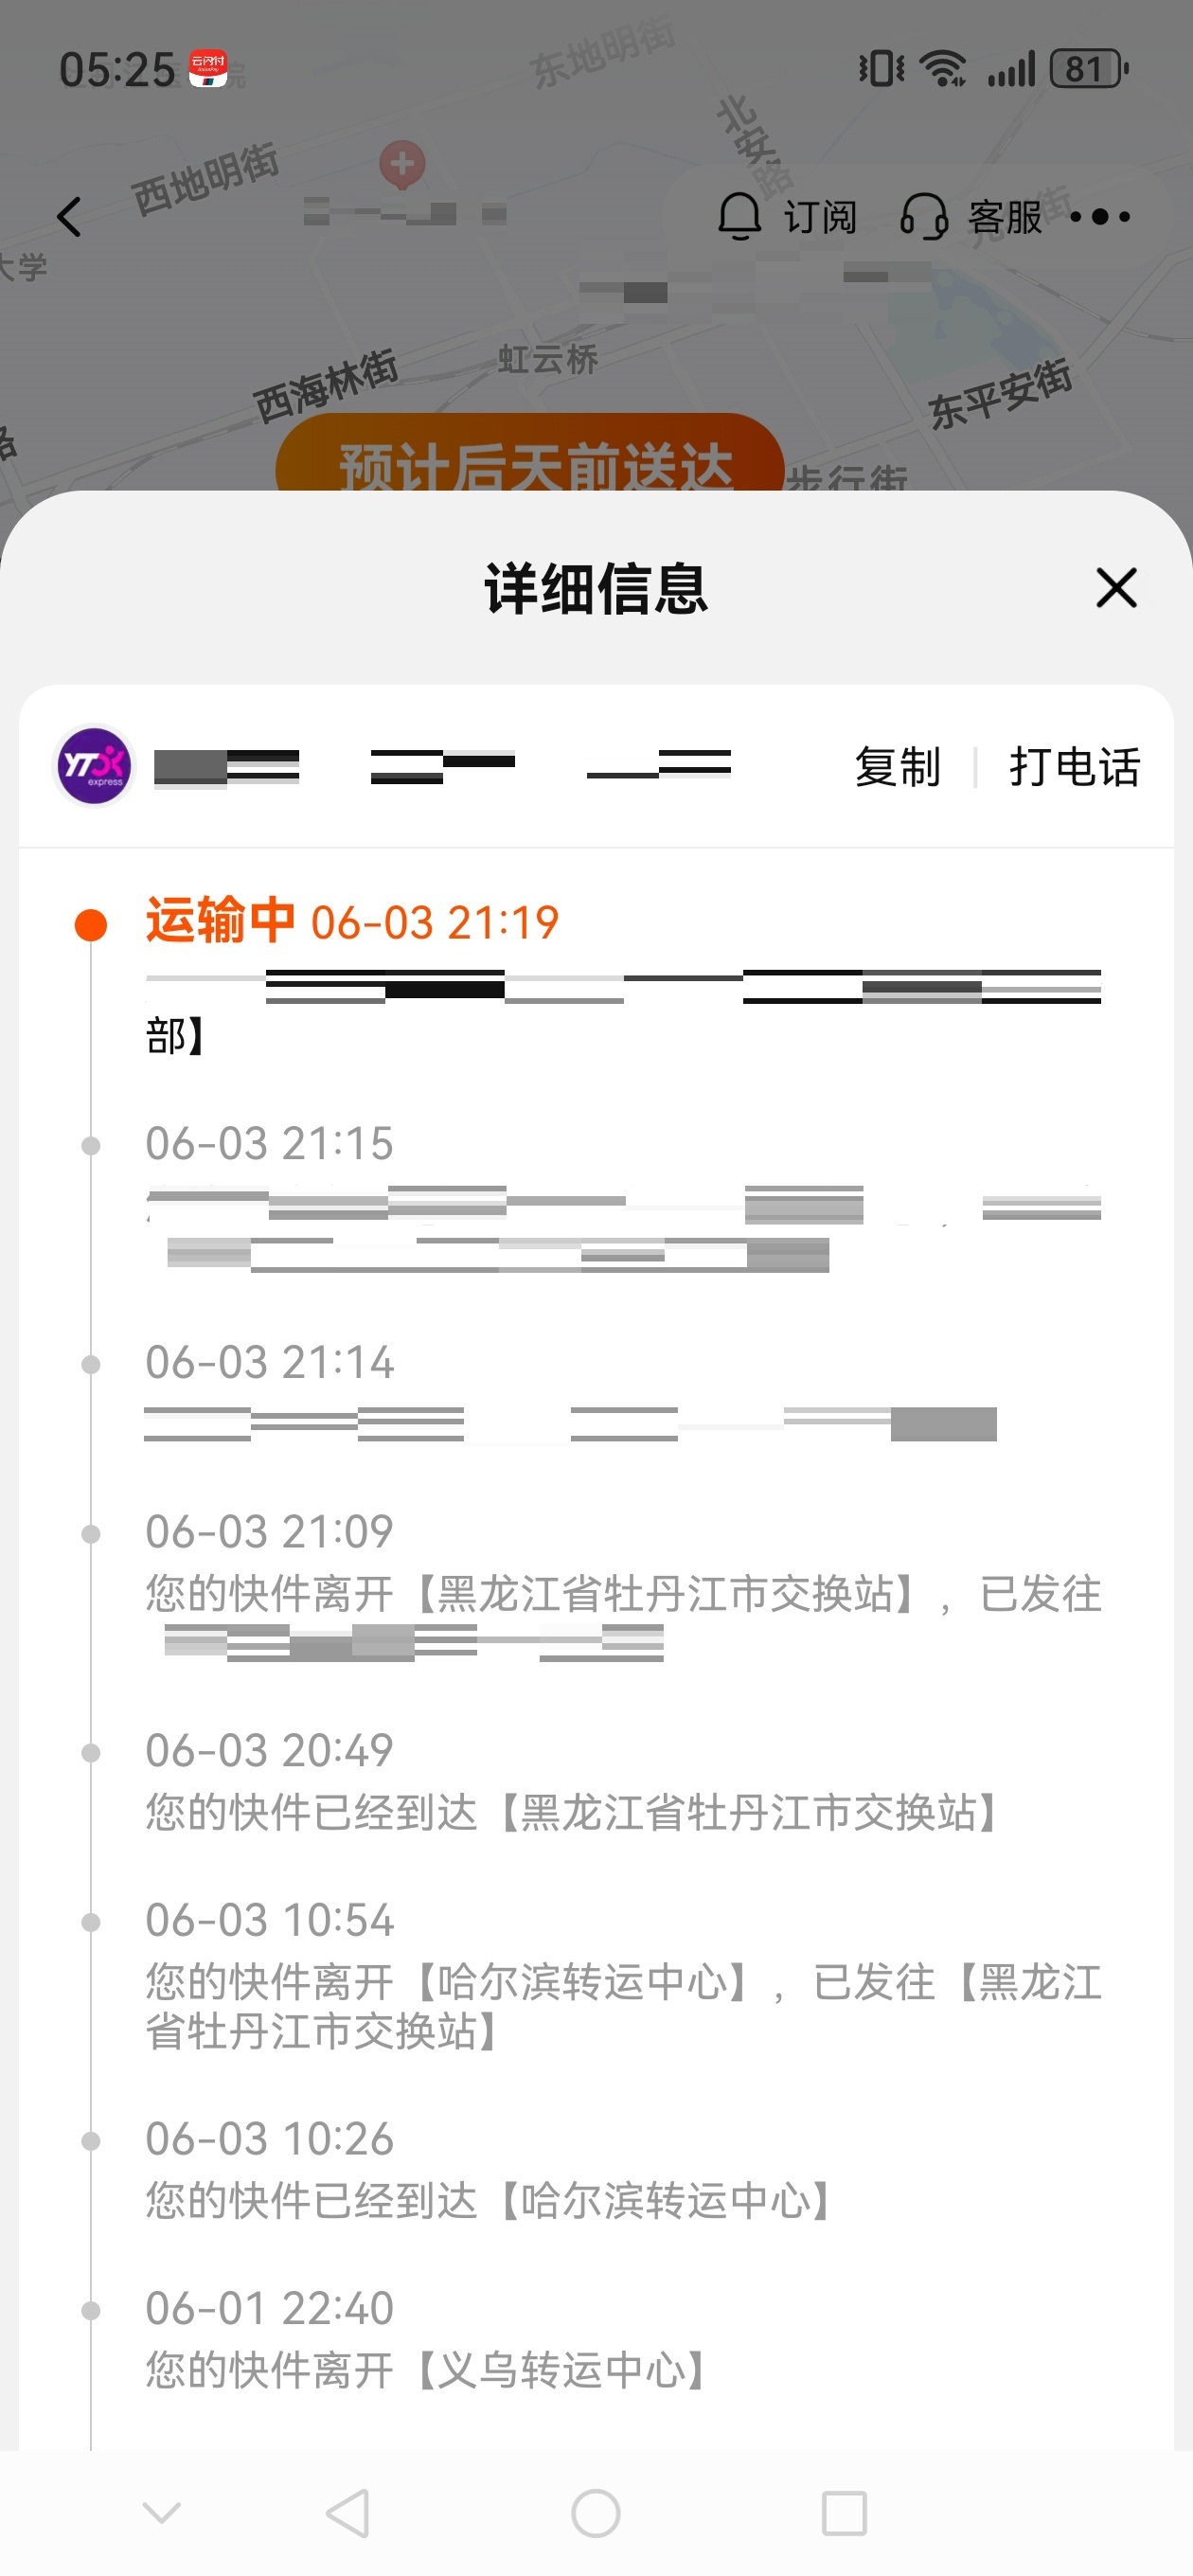 05:25
云闪付
81
东地明街
北安路
西地明街
订阅
客服
大学
虹云桥
西海林街
东平安街
路
预计后天前送达
步行街
详细信息
YTO
express
复制
打电话
运输中 06-03 21:19
部】
06-03 21:15
06-03 21:14
06-03 21:09
您的快件离开【黑龙江省牡丹江市交换站】，已发往
06-03 20:49
您的快件已经到达【黑龙江省牡丹江市交换站】
06-03 10:54
您的快件离开【哈尔滨转运中心】，已发往【黑龙江
省牡丹江市交换站】
06-03 10:26
您的快件已经到达【哈尔滨转运中心】
06-01 22:40
您的快件离开【义乌转运中心】